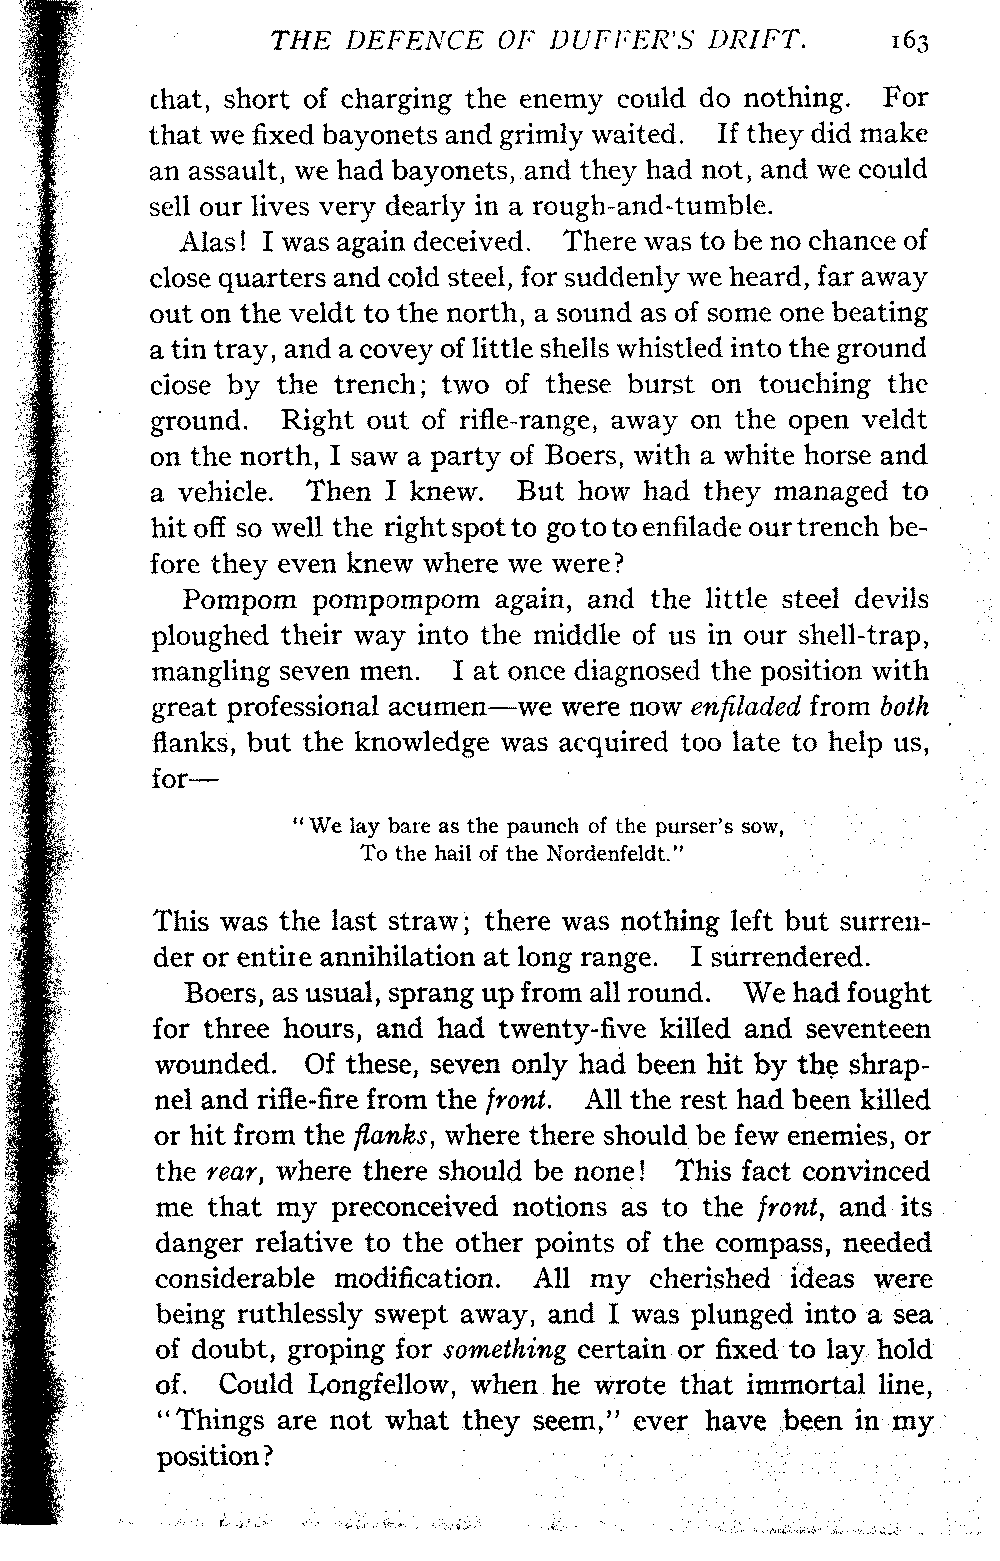 THE DEFENCE OF DUFFER'S DRIFT. 163
that, short of charging the enemy could do nothing. For
that we fixed bayonets and grimly waited. If they did make
an assault, we had bayonets, and they had not, and we could
sell our lives very dearly in a rough-and-tumble.
Alas! I was again deceived. There was to be no chance of
close quarters and cold steel, for suddenly we heard, far away
out on the veldt to the north, a sound as of some one beating
a tin tray, and a covey of little shells whistled into the ground
close by the trench; two of these burst on touching the
ground. Right out of rifle-range, away on the open veldt
on the north, I saw a party of Boers, with a white horse and
a vehicle. Then I knew. But how had they managed to
hit off so well the right spot to go to to enfilade our trench be-
fore they even knew where we were?
Pompom pompompom again, and the little steel devils
ploughed their way into the middle of us in our shell-trap,
mangling seven men. I at once diagnosed the position with
great professional acumen—we were now enfiladed from both
flanks, but the knowledge was acquired too late to help us,
for—
"We lay bare as the paunch of the purser's sow,
To the hail of the Nordenfeldt."
This was the last straw; there was nothing left but surren-
der or entire annihilation at long range. I surrendered.
Boers, as usual, sprang up from all round. We had fought
for three hours, and had twenty-five killed and seventeen
wounded. Of these, seven only had been hit by the shrap-
nel and rifle-fire from the front. All the rest had been killed
or hit from the flanks, where there should be few enemies, or
the rear, where there should be none! This fact convinced
me that my preconceived notions as to the front, and its
danger relative to the other points of the compass, needed
considerable modification. All my cherished ideas were
being ruthlessly swept away, and I was plunged into a sea
of doubt, groping for something certain or fixed to lay hold
of. Could Longfellow, when he wrote that immortal line,
"Things are not what they seem," ever have been in my
position?